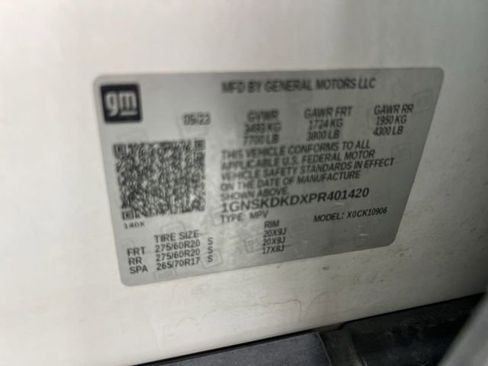 gm
MFD BY GENERAL MOTORS LLC
05/23 GVWR GAWR FRT GAWR RR
3493 KG 1724 KG 1950 KG
7700 LB 3800 LB 4300 LB
THIS VEHICLE CONFORMS TO ALL
APPLICABLE U.S. FEDERAL MOTOR
VEHICLE SAFETY STANDARDS IN EFFECT
ON THE DATE OF MANUFACTURE
SHOWN ABOVE.
1GNSKDKDXPR401420
TYPE: MPV MODEL: X0CK10906
TIRE SIZE RIM
FRT 275/60R20 S 20X9J
RR 275/60R20 S 20X9J
SPA 265/70R17 S 17X8J